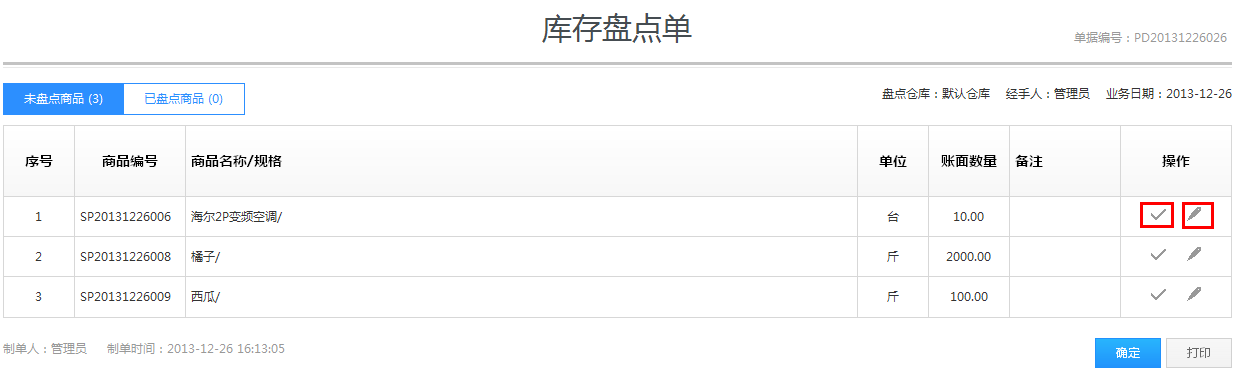 库存盘点单
单据编号：PD20131226026
未盘点商品 (3) 已盘点商品 (0) 盘点仓库：默认仓库 经手人：管理员 业务日期：2013-12-26
序号 商品编号 商品名称/规格 单位 账面数量 备注 操作
1 SP20131226006 海尔2P变频空调/ 台 10.00
2 SP20131226008 橘子/ 斤 2000.00
3 SP20131226009 西瓜/ 斤 100.00
制单人：管理员 制单时间：2013-12-26 16:13:05 确定 打印